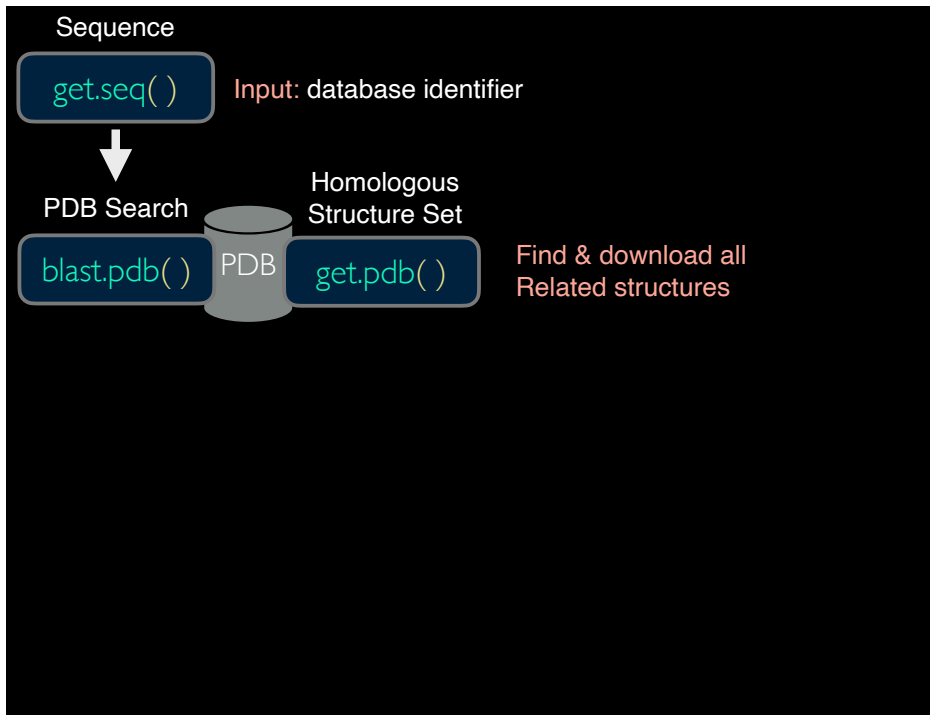 Sequence
get.seq( )
Input: database identifier
PDB Search
Homologous
Structure Set
blast.pdb( )
PDB
get.pdb( )
Find & download all
Related structures